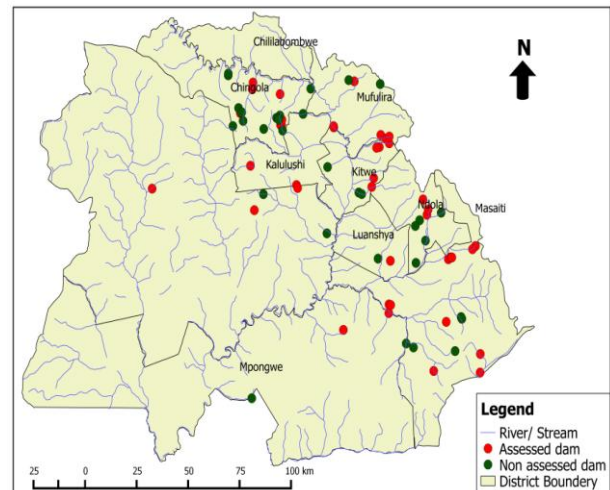 Chililabombwe
N
Chingola
Mufulira
Kalulushi
Kitwe
Ndola
Masaiti
Luanshya
Mpongwe
Legend
River/ Stream
Assessed dam
Non assessed dam
District Boundary
25 0 25 50 75 100 km